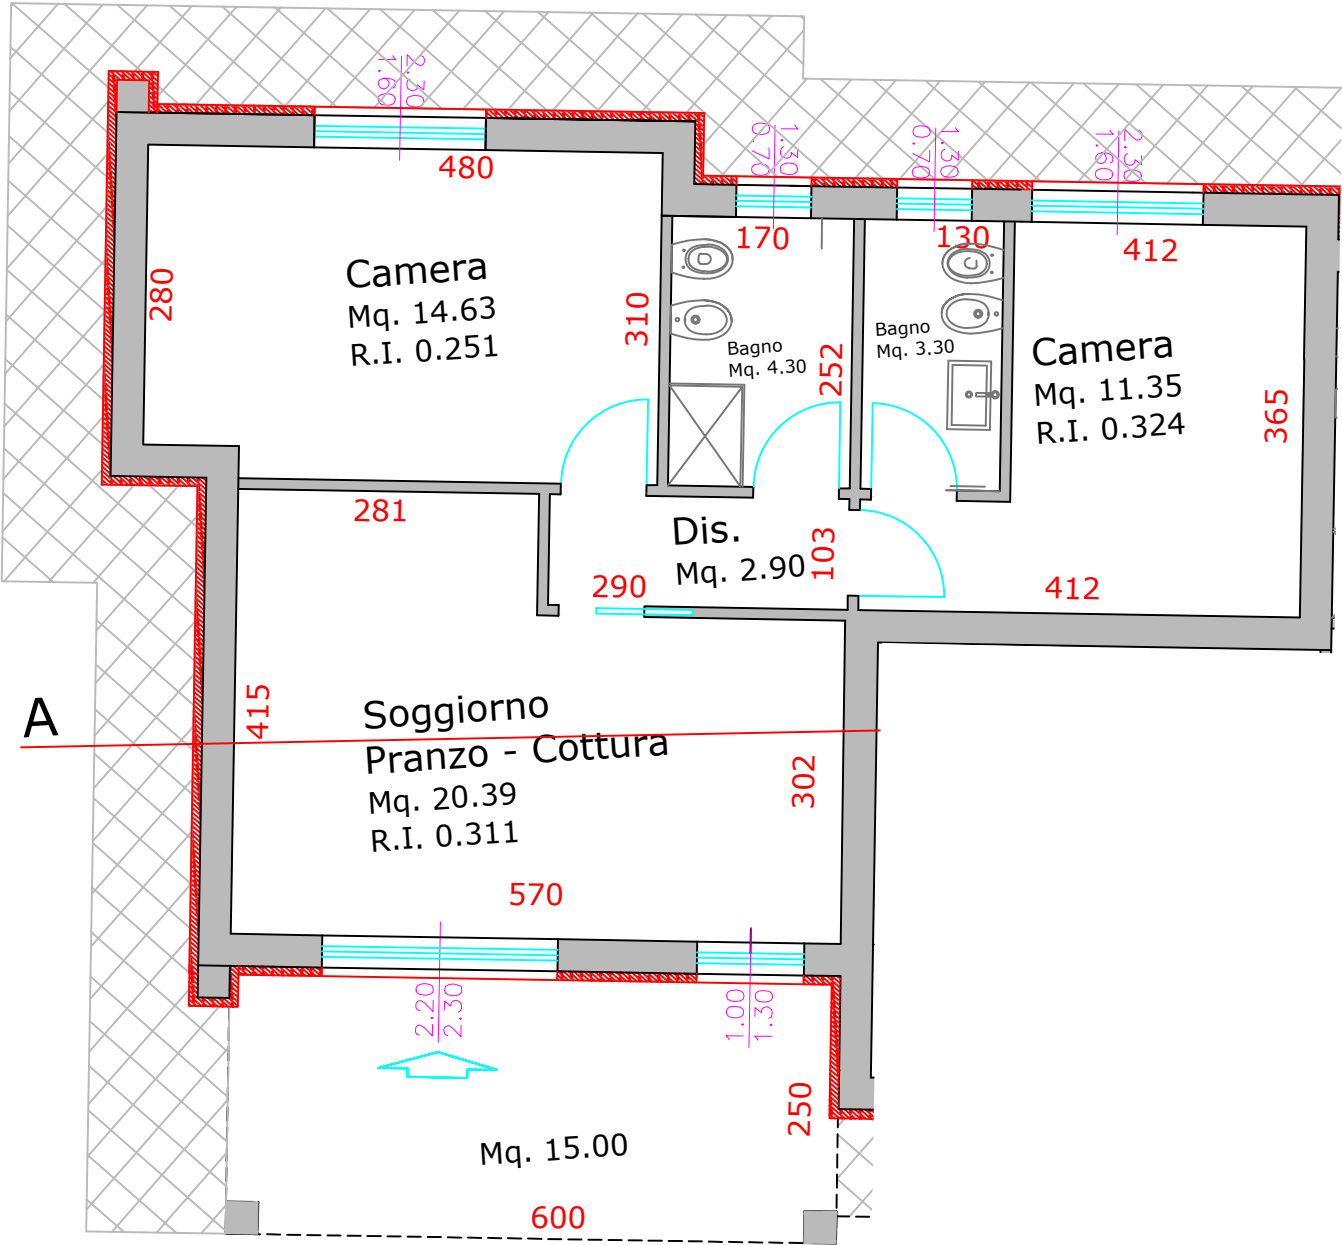 2.30
1.60
1.30
0.70
1.30
0.70
2.30
1.60
480
170
130
412
280
Camera
Mq. 14.63
R.I. 0.251
310
Bagno
Mq. 4.30
252
Bagno
Mq. 3.30
Camera
Mq. 11.35
R.I. 0.324
365
281
Dis.
Mq. 2.90
103
290
412
A
415
Soggiorno
Pranzo - Cottura
Mq. 20.39
R.I. 0.311
302
570
2.20
2.30
1.00
1.30
250
Mq. 15.00
600